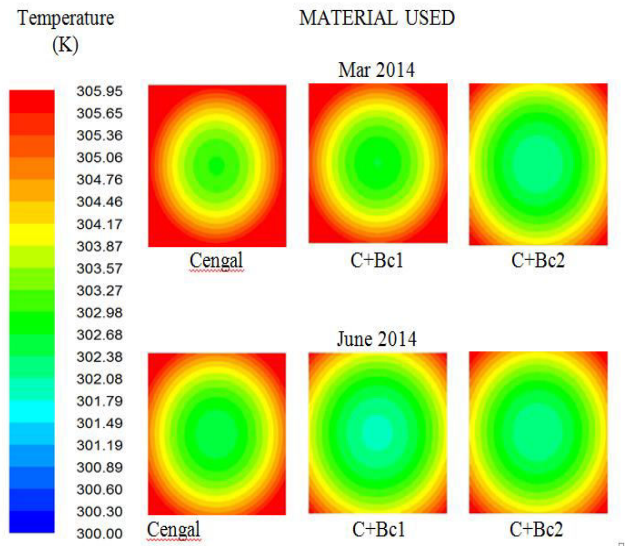 Temperature
(K)
MATERIAL USED
Mar 2014
305.95
305.65
305.36
305.06
304.76
304.46
304.17
303.87
303.57
303.27
302.98
302.68
302.38
302.08
301.79
301.49
301.19
300.89
300.60
300.30
300.00
Cengal
C+Bc1
C+Bc2
June 2014
Cengal
C+Bc1
C+Bc2